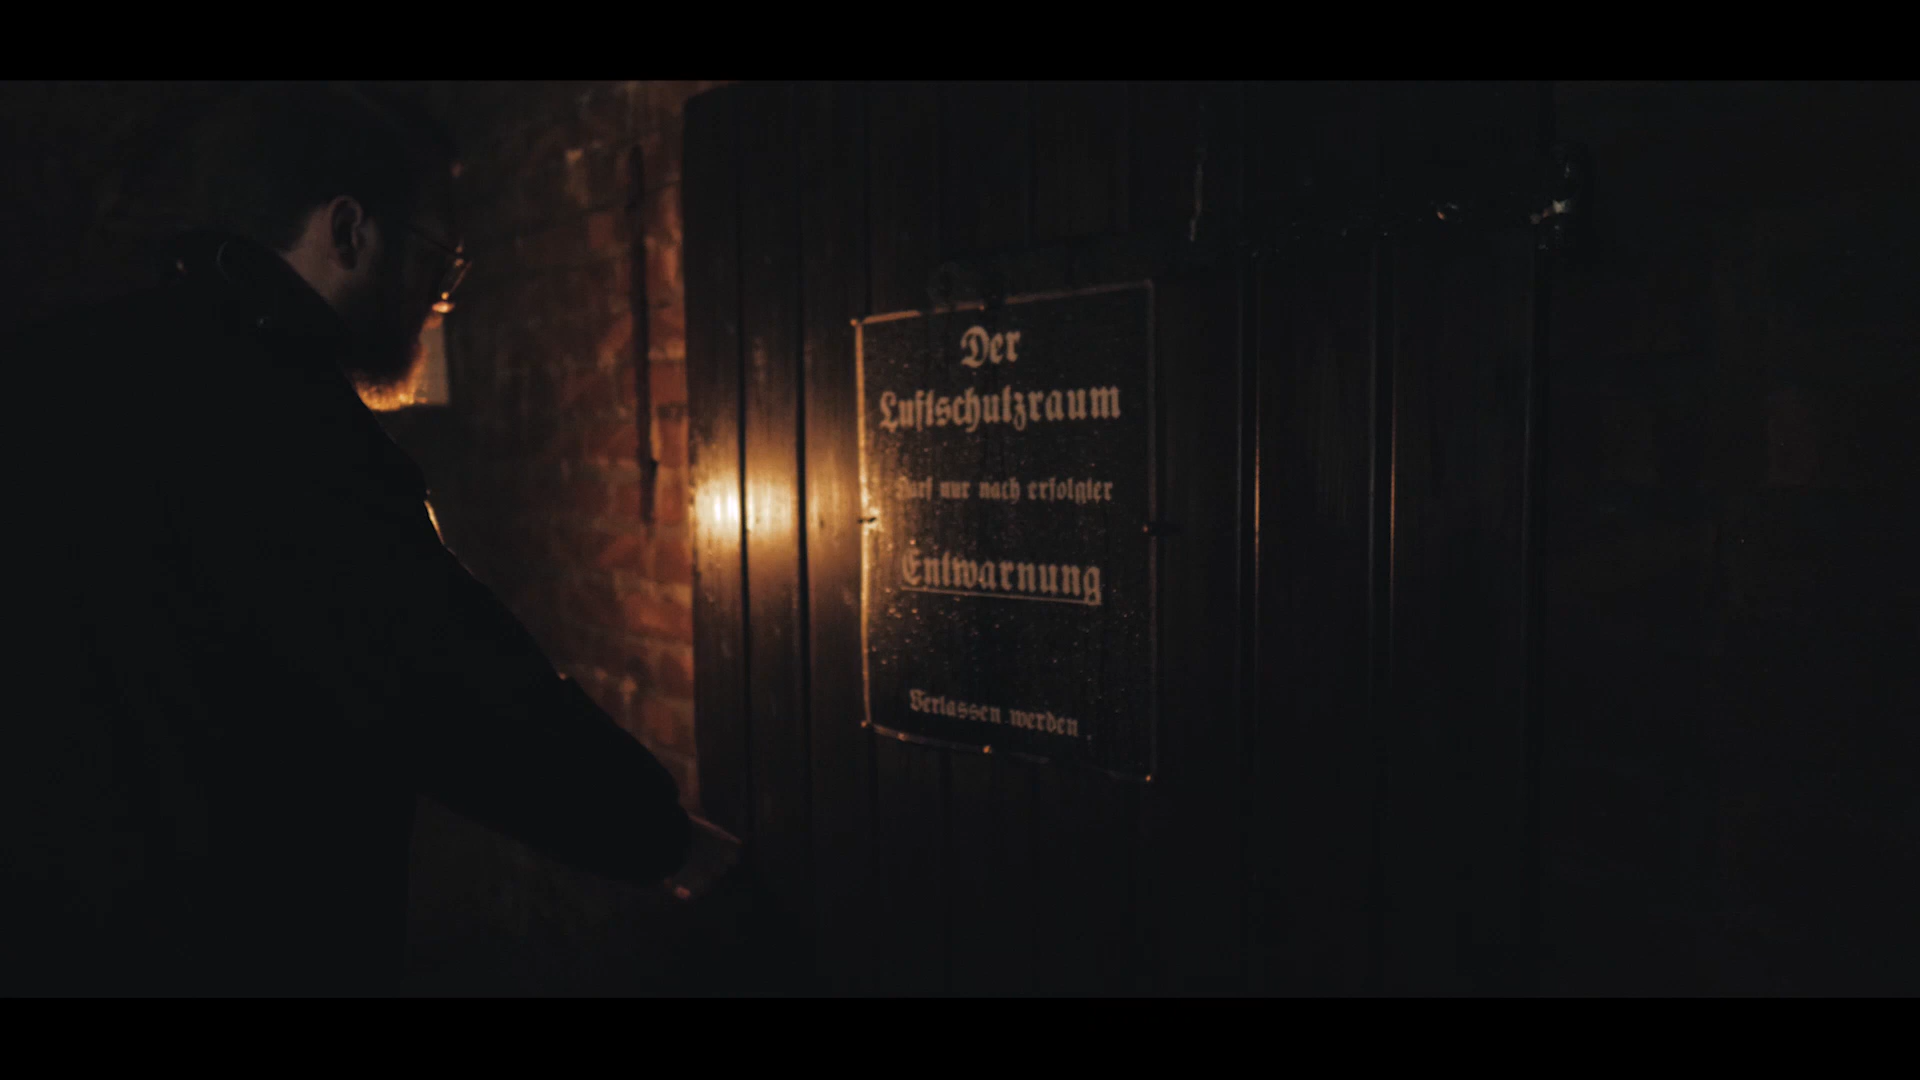 Der
Luftschutzraum
Darf nur nach erfolgter
Entwarnung
Verlassen werden